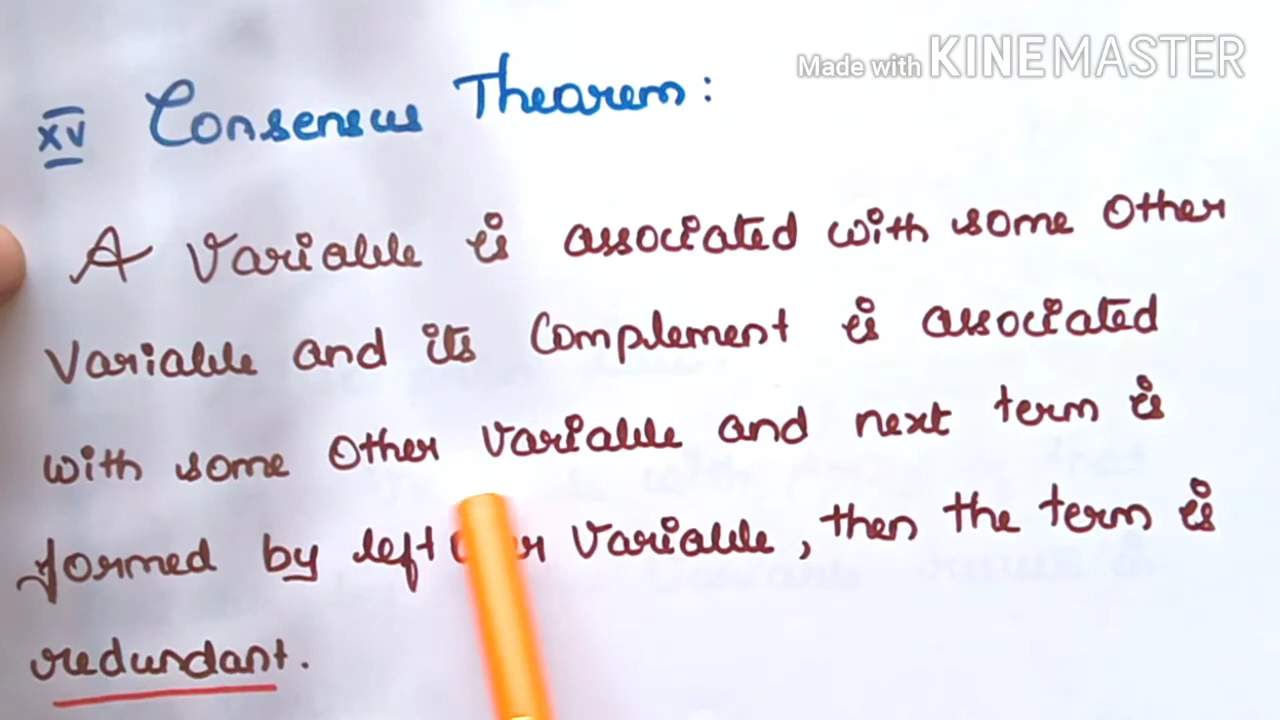 Made with KINEMASTER
XV Consensus Thearem:
A Variable is associated with some Other
Variable and its Complement is associated
with some Other Variable and next term is
formed by left Variable, then the term is
redundant.